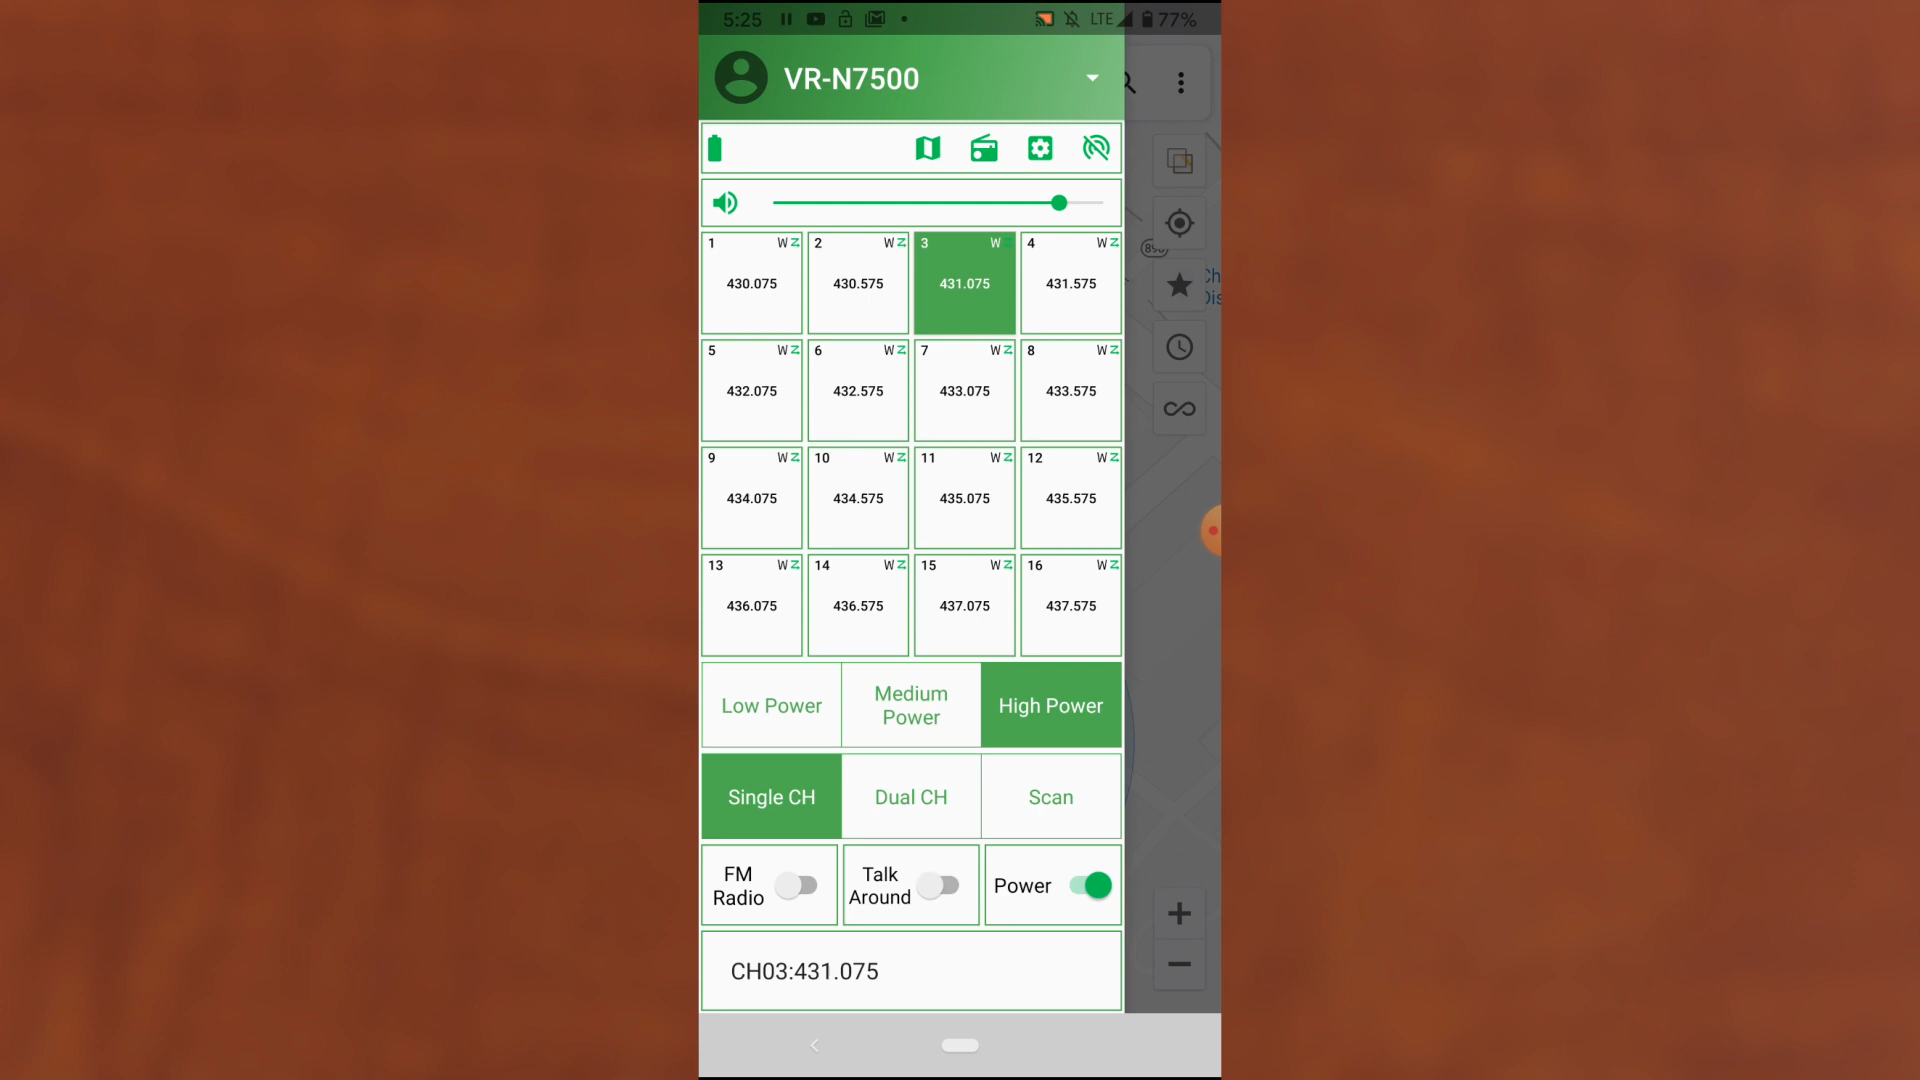 5:25 LTE 77%
VR-N7500
1 W 2 W 3 W 4 W
430.075 430.575 431.075 431.575
5 W 6 W 7 W 8 W
432.075 432.575 433.075 433.575
9 W 10 W 11 W 12 W
434.075 434.575 435.075 435.575
13 W 14 W 15 W 16 W
436.075 436.575 437.075 437.575
Low Power
Medium
Power
High Power
Single CH Dual CH Scan
FM
Radio
Talk
Around
Power
CH03:431.075
Ch
Dis